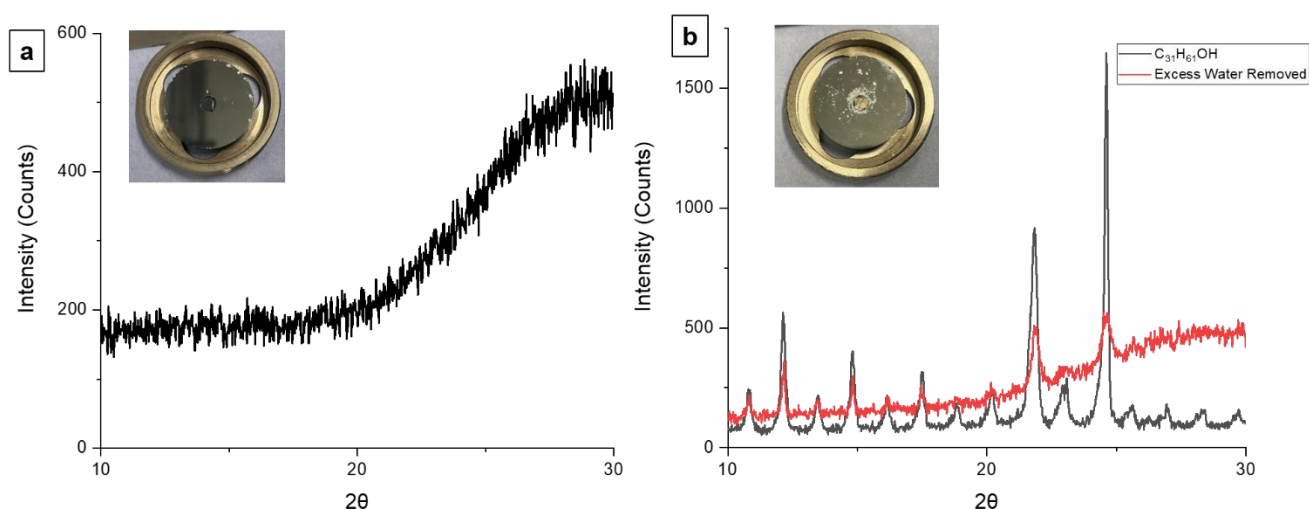 a
600
400
200
0
10
20
30
Intensity (Counts)
2θ
b
C₃₁H₆₁OH
Excess Water Removed
1500
1000
500
0
10
20
30
Intensity (Counts)
2θ